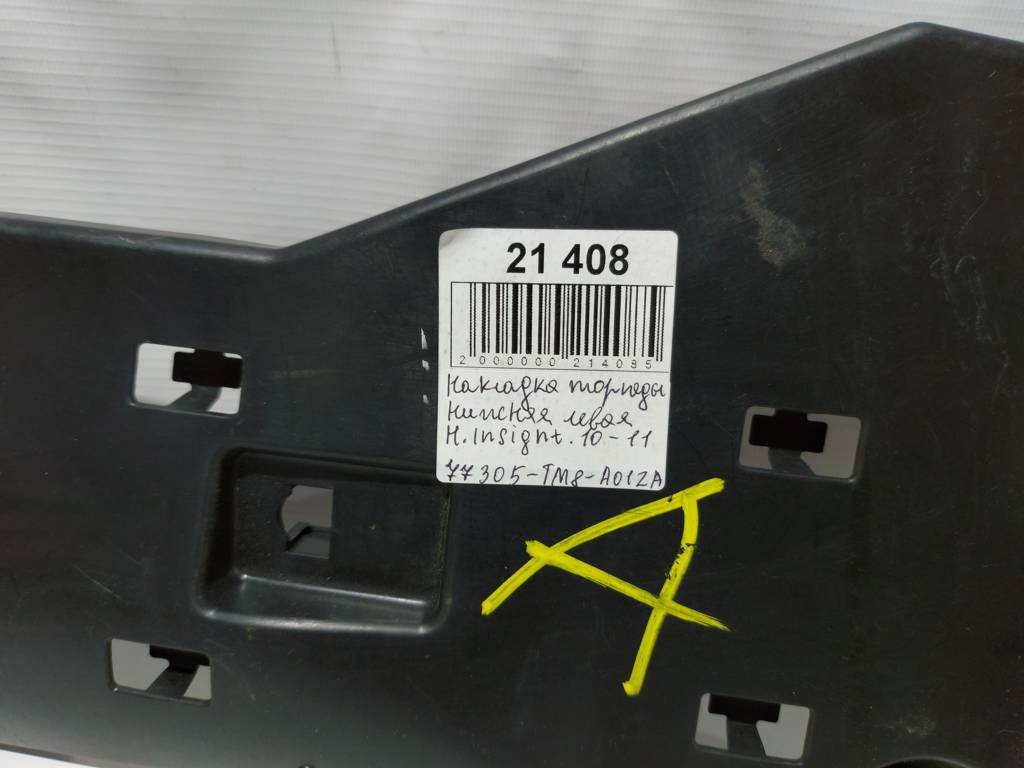 21 408
2 000000 214085
Накладка торпеды
нижняя левая
H.Insight.10-11
77305-TM8-A01ZA
A